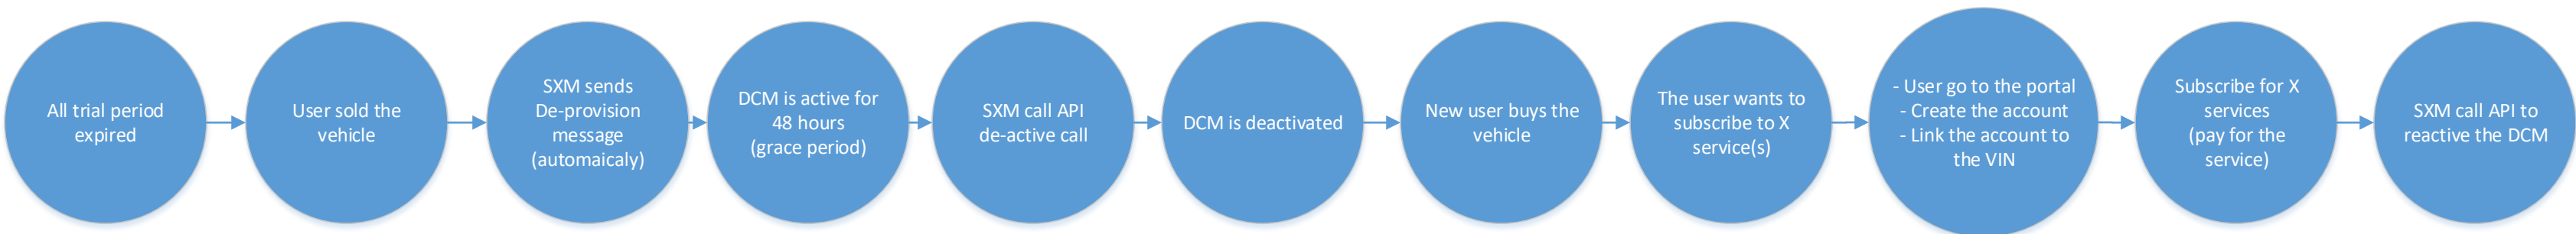 All trial period
expired
User sold the
vehicle
SXM sends
De-provision
message
(automaicaly)
DCM is active for
48 hours
(grace period)
SXM call API
de-active call
DCM is deactivated
New user buys the
vehicle
The user wants to
subscribe to X
service(s)
- User go to the portal
- Create the account
- Link the account to
the VIN
Subscribe for X
services
(pay for the
service)
SXM call API to
reactive the DCM